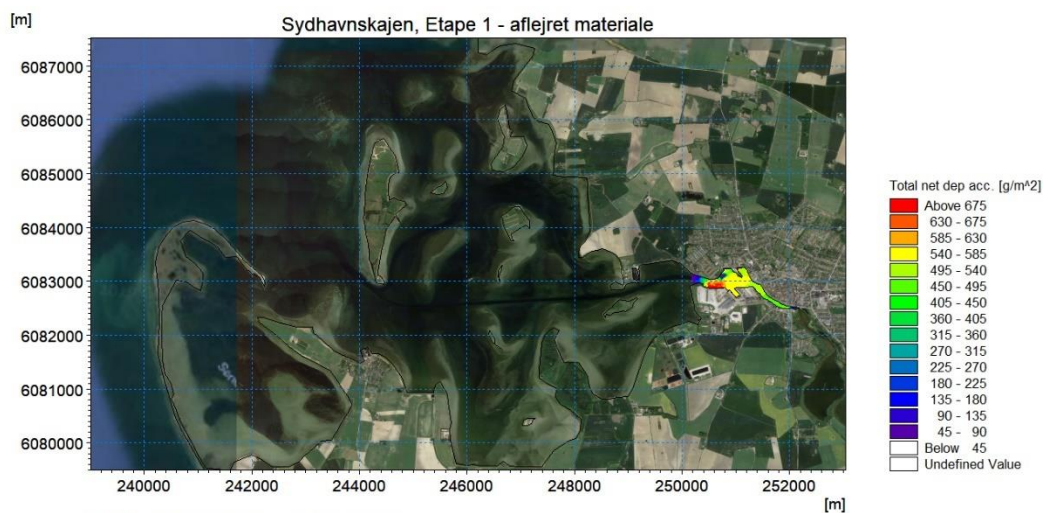 [m]
Sydhavnskajen, Etape 1 - aflejret materiale
6087000
6086000
6085000
6084000
6083000
6082000
6081000
6080000
240000 242000 244000 246000 248000 250000 252000
[m]
Total net dep acc. [g/m^2]
Above 675
630 - 675
585 - 630
540 - 585
495 - 540
450 - 495
405 - 450
360 - 405
315 - 360
270 - 315
225 - 270
180 - 225
135 - 180
90 - 135
45 - 90
Below 45
Undefined Value